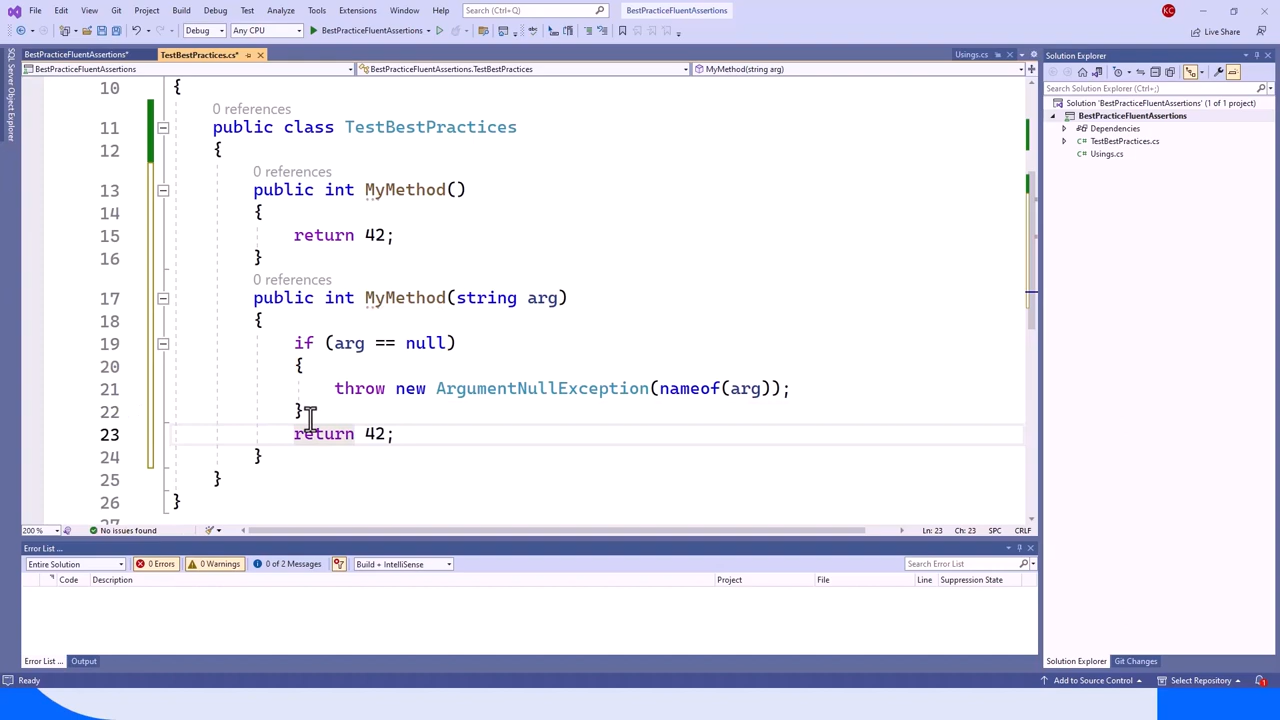 File Edit View Git Project Build Debug Test Analyze Tools Extensions Window Help Search (Ctrl+Q) BestPracticeFluentAssertions KC
Debug Any CPU BestPracticeFluentAssertions Live Share
BestPracticeFluentAssertions* TestBestPractices.cs* Usings.cs Solution Explorer
BestPracticeFluentAssertions BestPracticeFluentAssertions.TestBestPractices MyMethod(string arg)
Search Solution Explorer (Ctrl+;)
Solution 'BestPracticeFluentAssertions' (1 of 1 project)
BestPracticeFluentAssertions
Dependencies
TestBestPractices.cs
Usings.cs
SQL Server Object Explorer
10 {
0 references
11 public class TestBestPractices
12 {
0 references
13 public int MyMethod()
14 {
15 return 42;
16 }
0 references
17 public int MyMethod(string arg)
18 {
19 if (arg == null)
20 {
21 throw new ArgumentNullException(nameof(arg));
22 }
23 return 42;
24 }
25 }
26 }
27
200 % No issues found Ln: 23 Ch: 23 SPC CRLF
Error List ...
Entire Solution 0 Errors 0 Warnings 0 of 2 Messages Build + IntelliSense Search Error List
Code Description Project File Line Suppression State
Error List ... Output Solution Explorer Git Changes
Ready Add to Source Control Select Repository 1